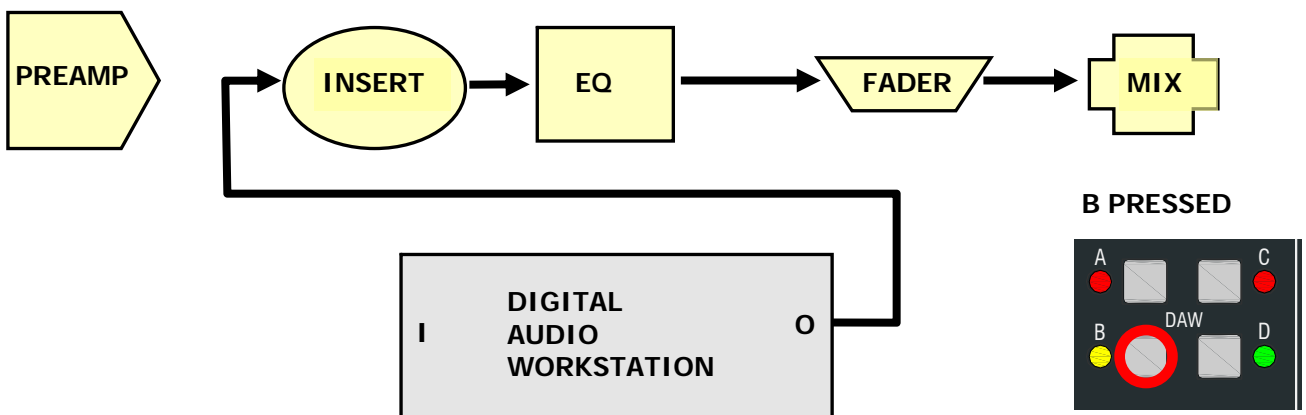 PREAMP
INSERT
EQ
FADER
MIX
B PRESSED
A
C
DAW
B
D
I
DIGITAL
AUDIO
WORKSTATION
O